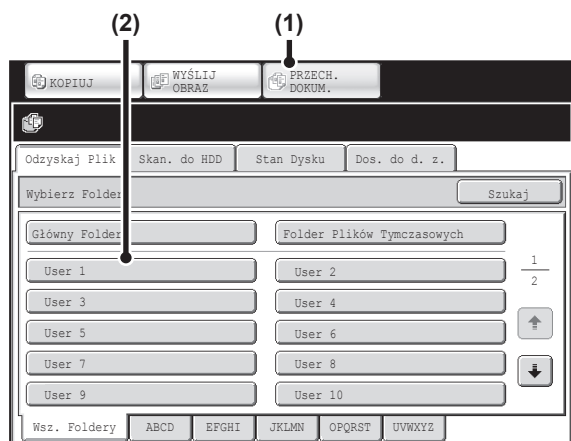 (2) (1)
KOPIUJ WYŚLIJ OBRAZ PRZECH. DOKUM.
Odzyskaj Plik Skan. do HDD Stan Dysku Dos. do d. z.
Wybierz Folder Szukaj
Główny Folder Folder Plików Tymczasowych
User 1 User 2 1
2
User 3 User 4
User 5 User 6
User 7 User 8
User 9 User 10
Wsz. Foldery ABCD EFGHI JKLMN OPQRST UVWXYZ